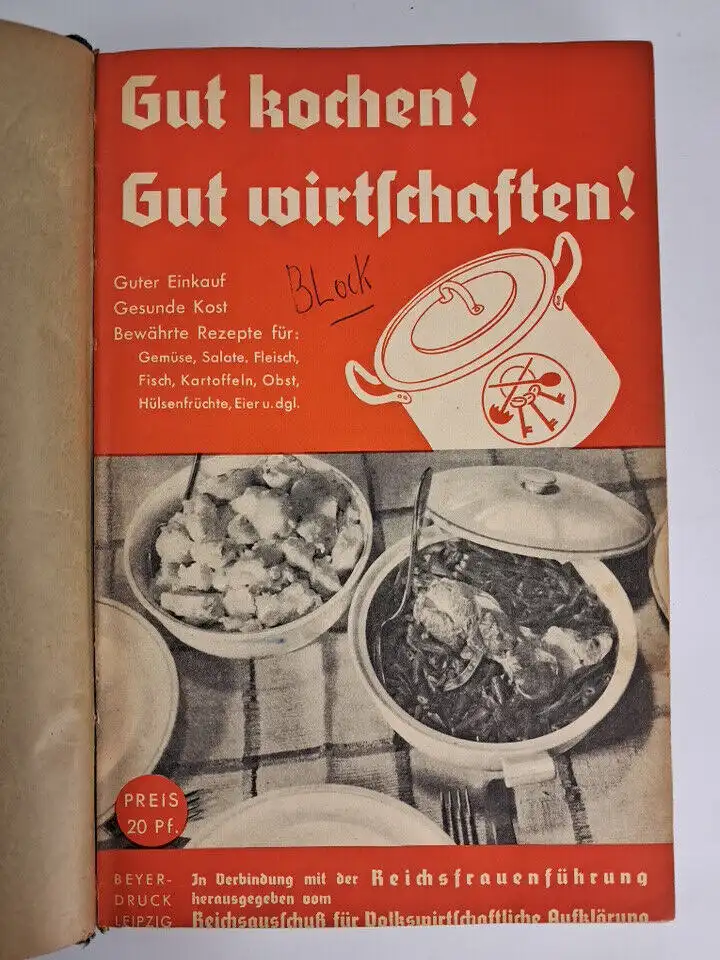 Gut kochen!
Gut wirtſchaften!
Guter Einkauf
Gesunde Kost
Bewährte Rezepte für:
Gemüse, Salate, Fleisch,
Fisch, Kartoffeln, Obst,
Hülsenfrüchte, Eier u. dgl.
BLock
PREIS
20 Pf.
BEYER-
DRUCK
LEIPZIG
In Verbindung mit der Reichsfrauenführung
herausgegeben vom
Reichsausſchuß für Volkswirtſchaftliche Aufklärung